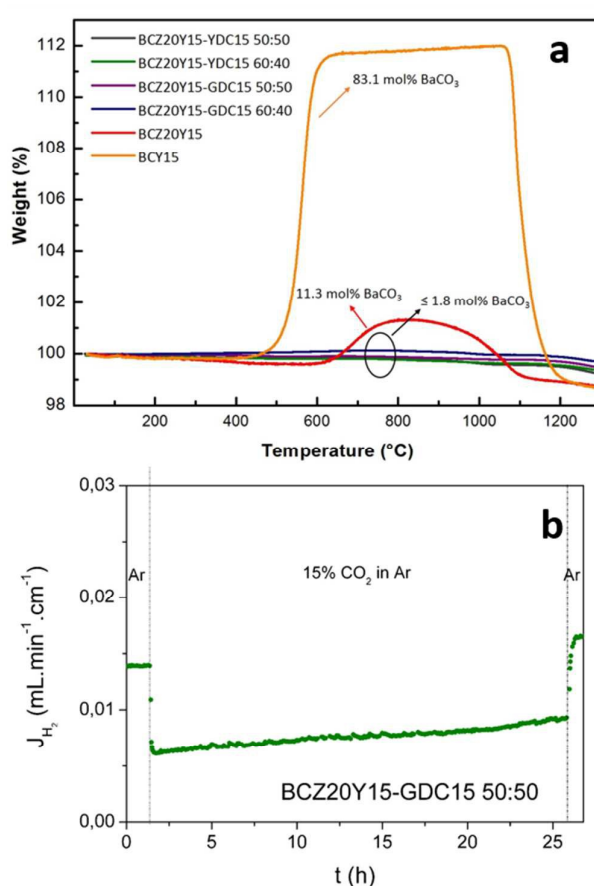 112
a
BCZ20Y15-YDC15 50:50
BCZ20Y15-YDC15 60:40
110
BCZ20Y15-GDC15 50:50
83.1 mol% BaCO3
BCZ20Y15-GDC15 60:40
108
BCZ20Y15
BCY15
106
Weight (%)
104
102
11.3 mol% BaCO3
≤ 1.8 mol% BaCO3
100
98
200 400 600 800 1000 1200
Temperature (°C)
0,03
b
Ar
15% CO2 in Ar
Ar
0,02
JH2 (mL.min-1.cm-1)
0,01
BCZ20Y15-GDC15 50:50
0,00
0 5 10 15 20 25
t (h)